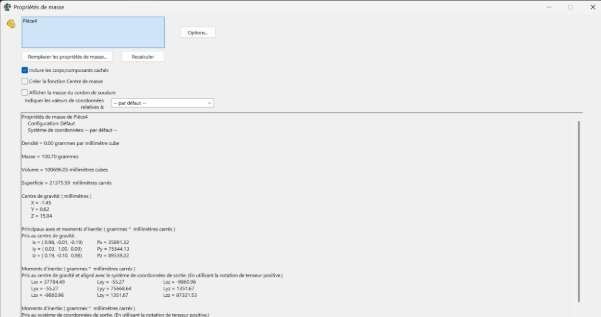 Propriétés de masse
Pièce4
Options...
Remplacer les propriétés de masse...
Recalculer
Inclure les corps/composants cachés
Créer la fonction Centre de masse
Afficher la masse du cordon de soudure
Indiquer les valeurs de coordonnées
relatives à:
-- par défaut --
Propriétés de masse de Pièce4
Configuration: Défaut
Système de coordonnées: -- par défaut --
Densité = 0.00 grammes par millimètre cube
Masse = 100.70 grammes
Volume = 100696.05 millimètres cubes
Superficie = 21375.59 millimètres carrés
Centre de gravité: ( millimètres )
X = -7.45
Y = 0.62
Z = 15.04
Principaux axes et moments d'inertie: ( grammes * millimètres carrés )
Pris au centre de gravité.
Ix = ( 0.98, -0.01, -0.19) Px = 35891.32
Iy = ( 0.03, 1.00, 0.09) Py = 75544.13
Iz = ( 0.19, -0.10, 0.98) Pz = 89339.22
Moments d'inertie: ( grammes * millimètres carrés )
Pris au centre de gravité et aligné avec le système de coordonnées de sortie. (En utilisant la notation de tenseur positive.)
Lxx = 37784.49 Lxy = -55.27 Lxz = -9860.96
Lyx = -55.27 Lyy = 75668.64 Lyz = 1351.67
Lzx = -9860.96 Lzy = 1351.67 Lzz = 87321.53
Moments d'inertie: ( grammes * millimètres carrés )
Pris au système de coordonnées de sortie. (En utilisant la notation de tenseur positive.)